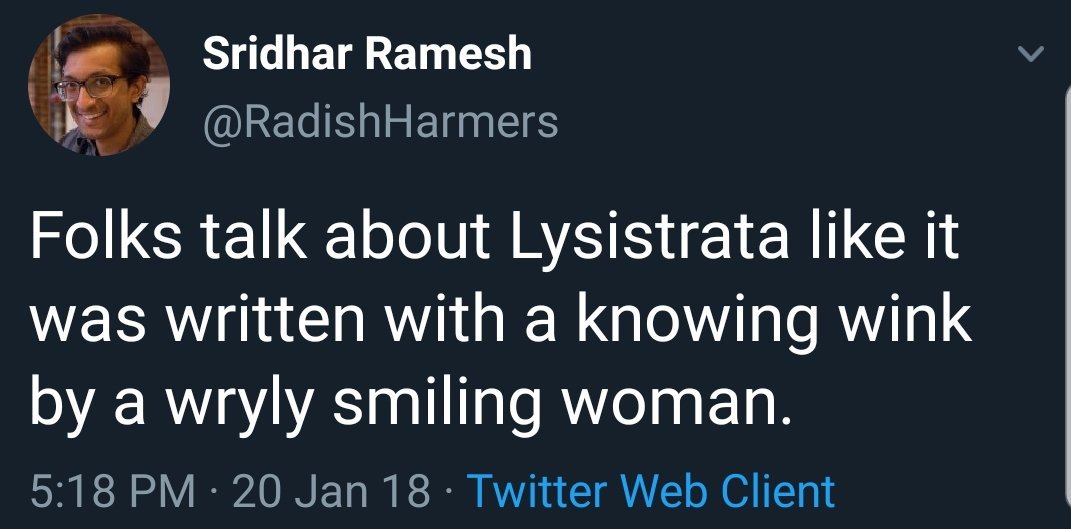 Sridhar Ramesh
@RadishHarmers
Folks talk about Lysistrata like it
was written with a knowing wink
by a wryly smiling woman.
5:18 PM · 20 Jan 18 · Twitter Web Client